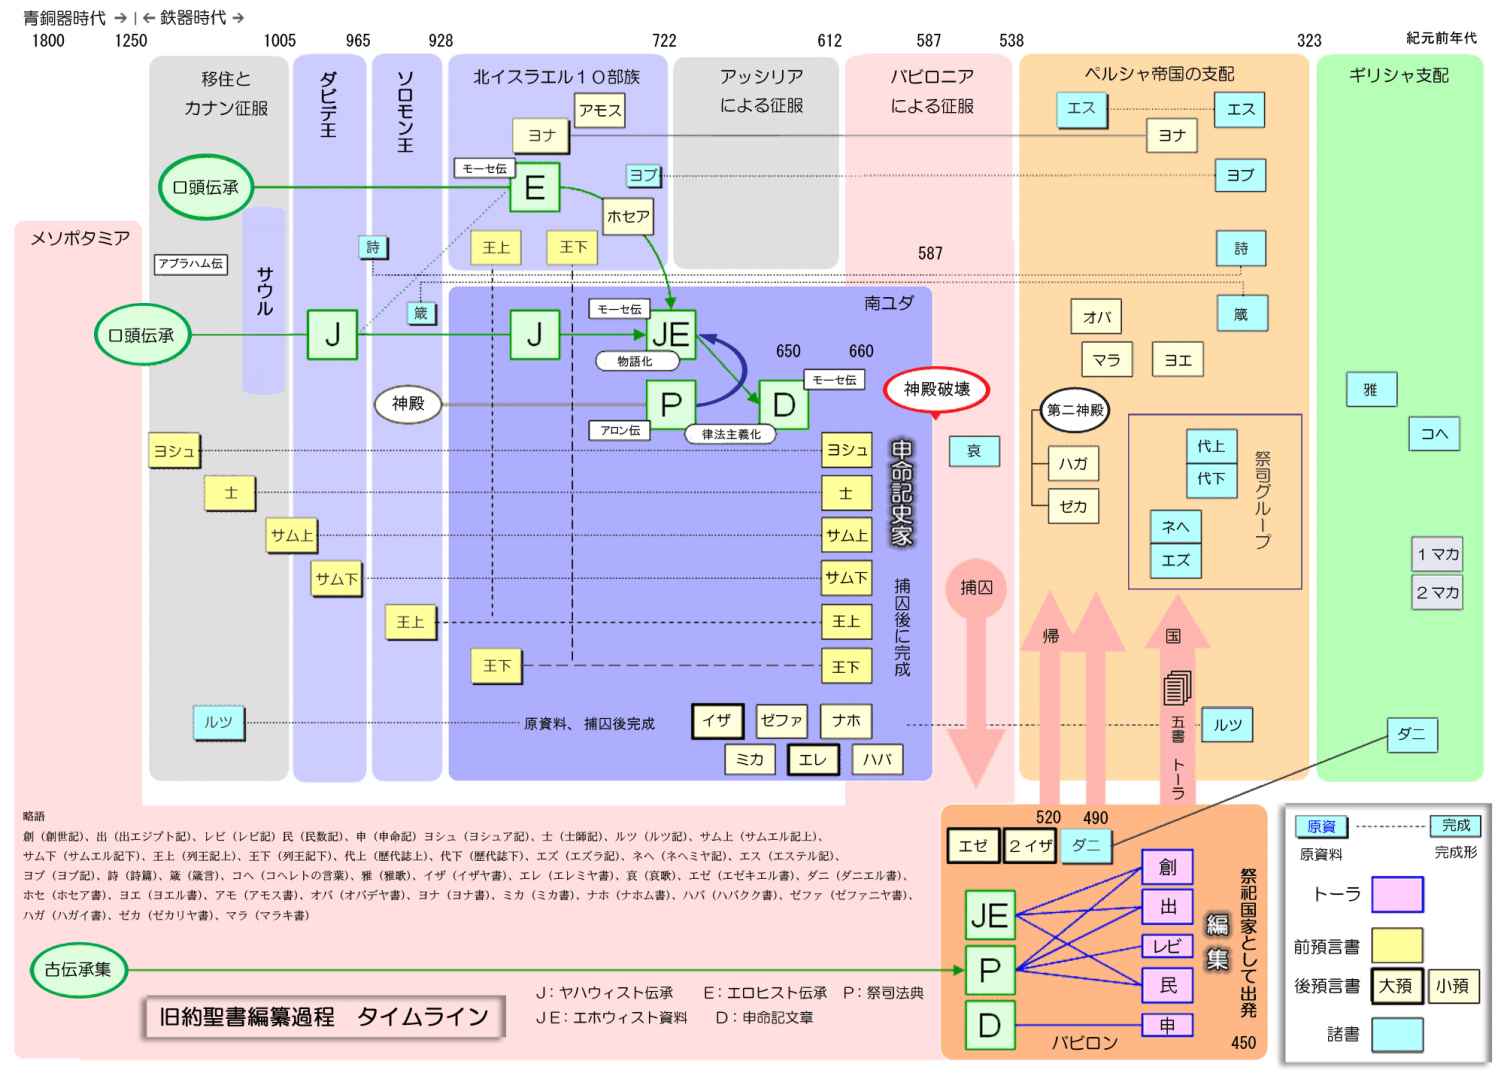 青銅器時代 → | ← 鉄器時代 →
1800 1250 1005 965 928 722 612 587 538 323 紀元前年代
移住と
カナン征服
ダビデ王
ソロモン王
北イスラエル10部族
アッシリア
による征服
バビロニア
による征服
ペルシャ帝国の支配
ギリシャ支配
アモス
ヨナ
エス
エス
ヨナ
モーセ伝
口頭伝承
E
ヨブ
ヨブ
ホセア
メソポタミア
アブラハム伝
サウル
詩
王上
王下
587
詩
南ユダ
口頭伝承
J
箴
J
モーセ伝
JE
物語化
650
660
オバ
箴
マラ
ヨエ
神殿
P
アロン伝
D
モーセ伝
律法主義化
神殿破壊
第二神殿
雅
コヘ
ヨシュ
ヨシュ
申命記史家
哀
ハガ
代上
代下
祭司グループ
士
士
ゼカ
サム上
サム上
ネヘ
エズ
1マカ
サム下
サム下
捕囚後に完成
捕囚
2マカ
王上
王上
帰
国
王下
王下
ルツ
原資料、捕囚後完成
イザ
ゼファ
ナホ
五書 トーラ
ルツ
ダニ
ミカ
エレ
ハバ
略語
創（創世記）、出（出エジプト記）、レビ（レビ記）民（民数記）、申（申命記）ヨシュ（ヨシュア記）、士（士師記）、ルツ（ルツ記）、サム上（サムエル記上）、
サム下（サムエル記下）、王上（列王記上）、王下（列王記下）、代上（歴代誌上）、代下（歴代誌下）、エズ（エズラ記）、ネヘ（ネヘミヤ記）、エス（エステル記）、
ヨブ（ヨブ記）、詩（詩篇）、箴（箴言）、コヘ（コヘレトの言葉）、雅（雅歌）、イザ（イザヤ書）、エレ（エレミヤ書）、哀（哀歌）、エゼ（エゼキエル書）、ダニ（ダニエル書）、
ホセ（ホセア書）、ヨエ（ヨエル書）、アモ（アモス書）、オバ（オバデヤ書）、ヨナ（ヨナ書）、ミカ（ミカ書）、ナホ（ナホム書）、ハバ（ハバクク書）、ゼファ（ゼファニヤ書）、
ハガ（ハガイ書）、ゼカ（ゼカリヤ書）、マラ（マラキ書）
古伝承集
旧約聖書編纂過程　タイムライン
J：ヤハウィスト伝承　E：エロヒスト伝承　P：祭司法典
JE：エホウィスト資料　D：申命記文章
520 490
エゼ
2イザ
ダニ
JE
P
D
創
出
レビ
民
申
編集
祭祀国家として出発
バビロン
450
原資
完成
原資料
完成形
トーラ
前預言書
後預言書
大預
小預
諸書